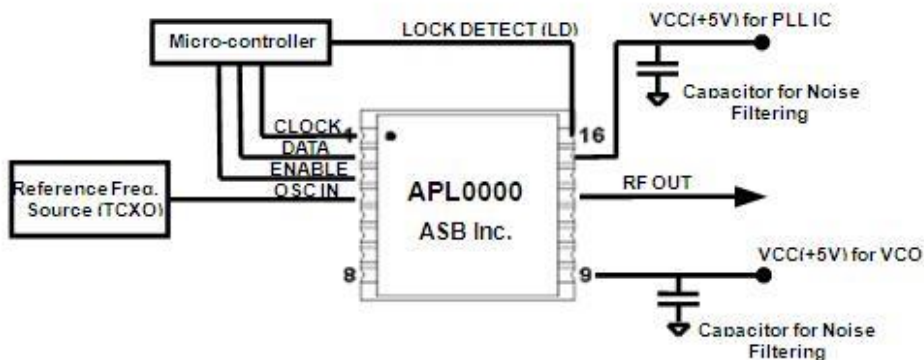 VCC(+5V) for PLL IC
Micro-controller
LOCK DETECT (LD)
Capacitor for Noise
Filtering
CLOCK
1
16
DATA
ENABLE
Reference Freq.
Source (TCXO)
OSC IN
APL0000
RF OUT
ASB Inc.
8
9
VCC(+5V) for VCO
Capacitor for Noise
Filtering